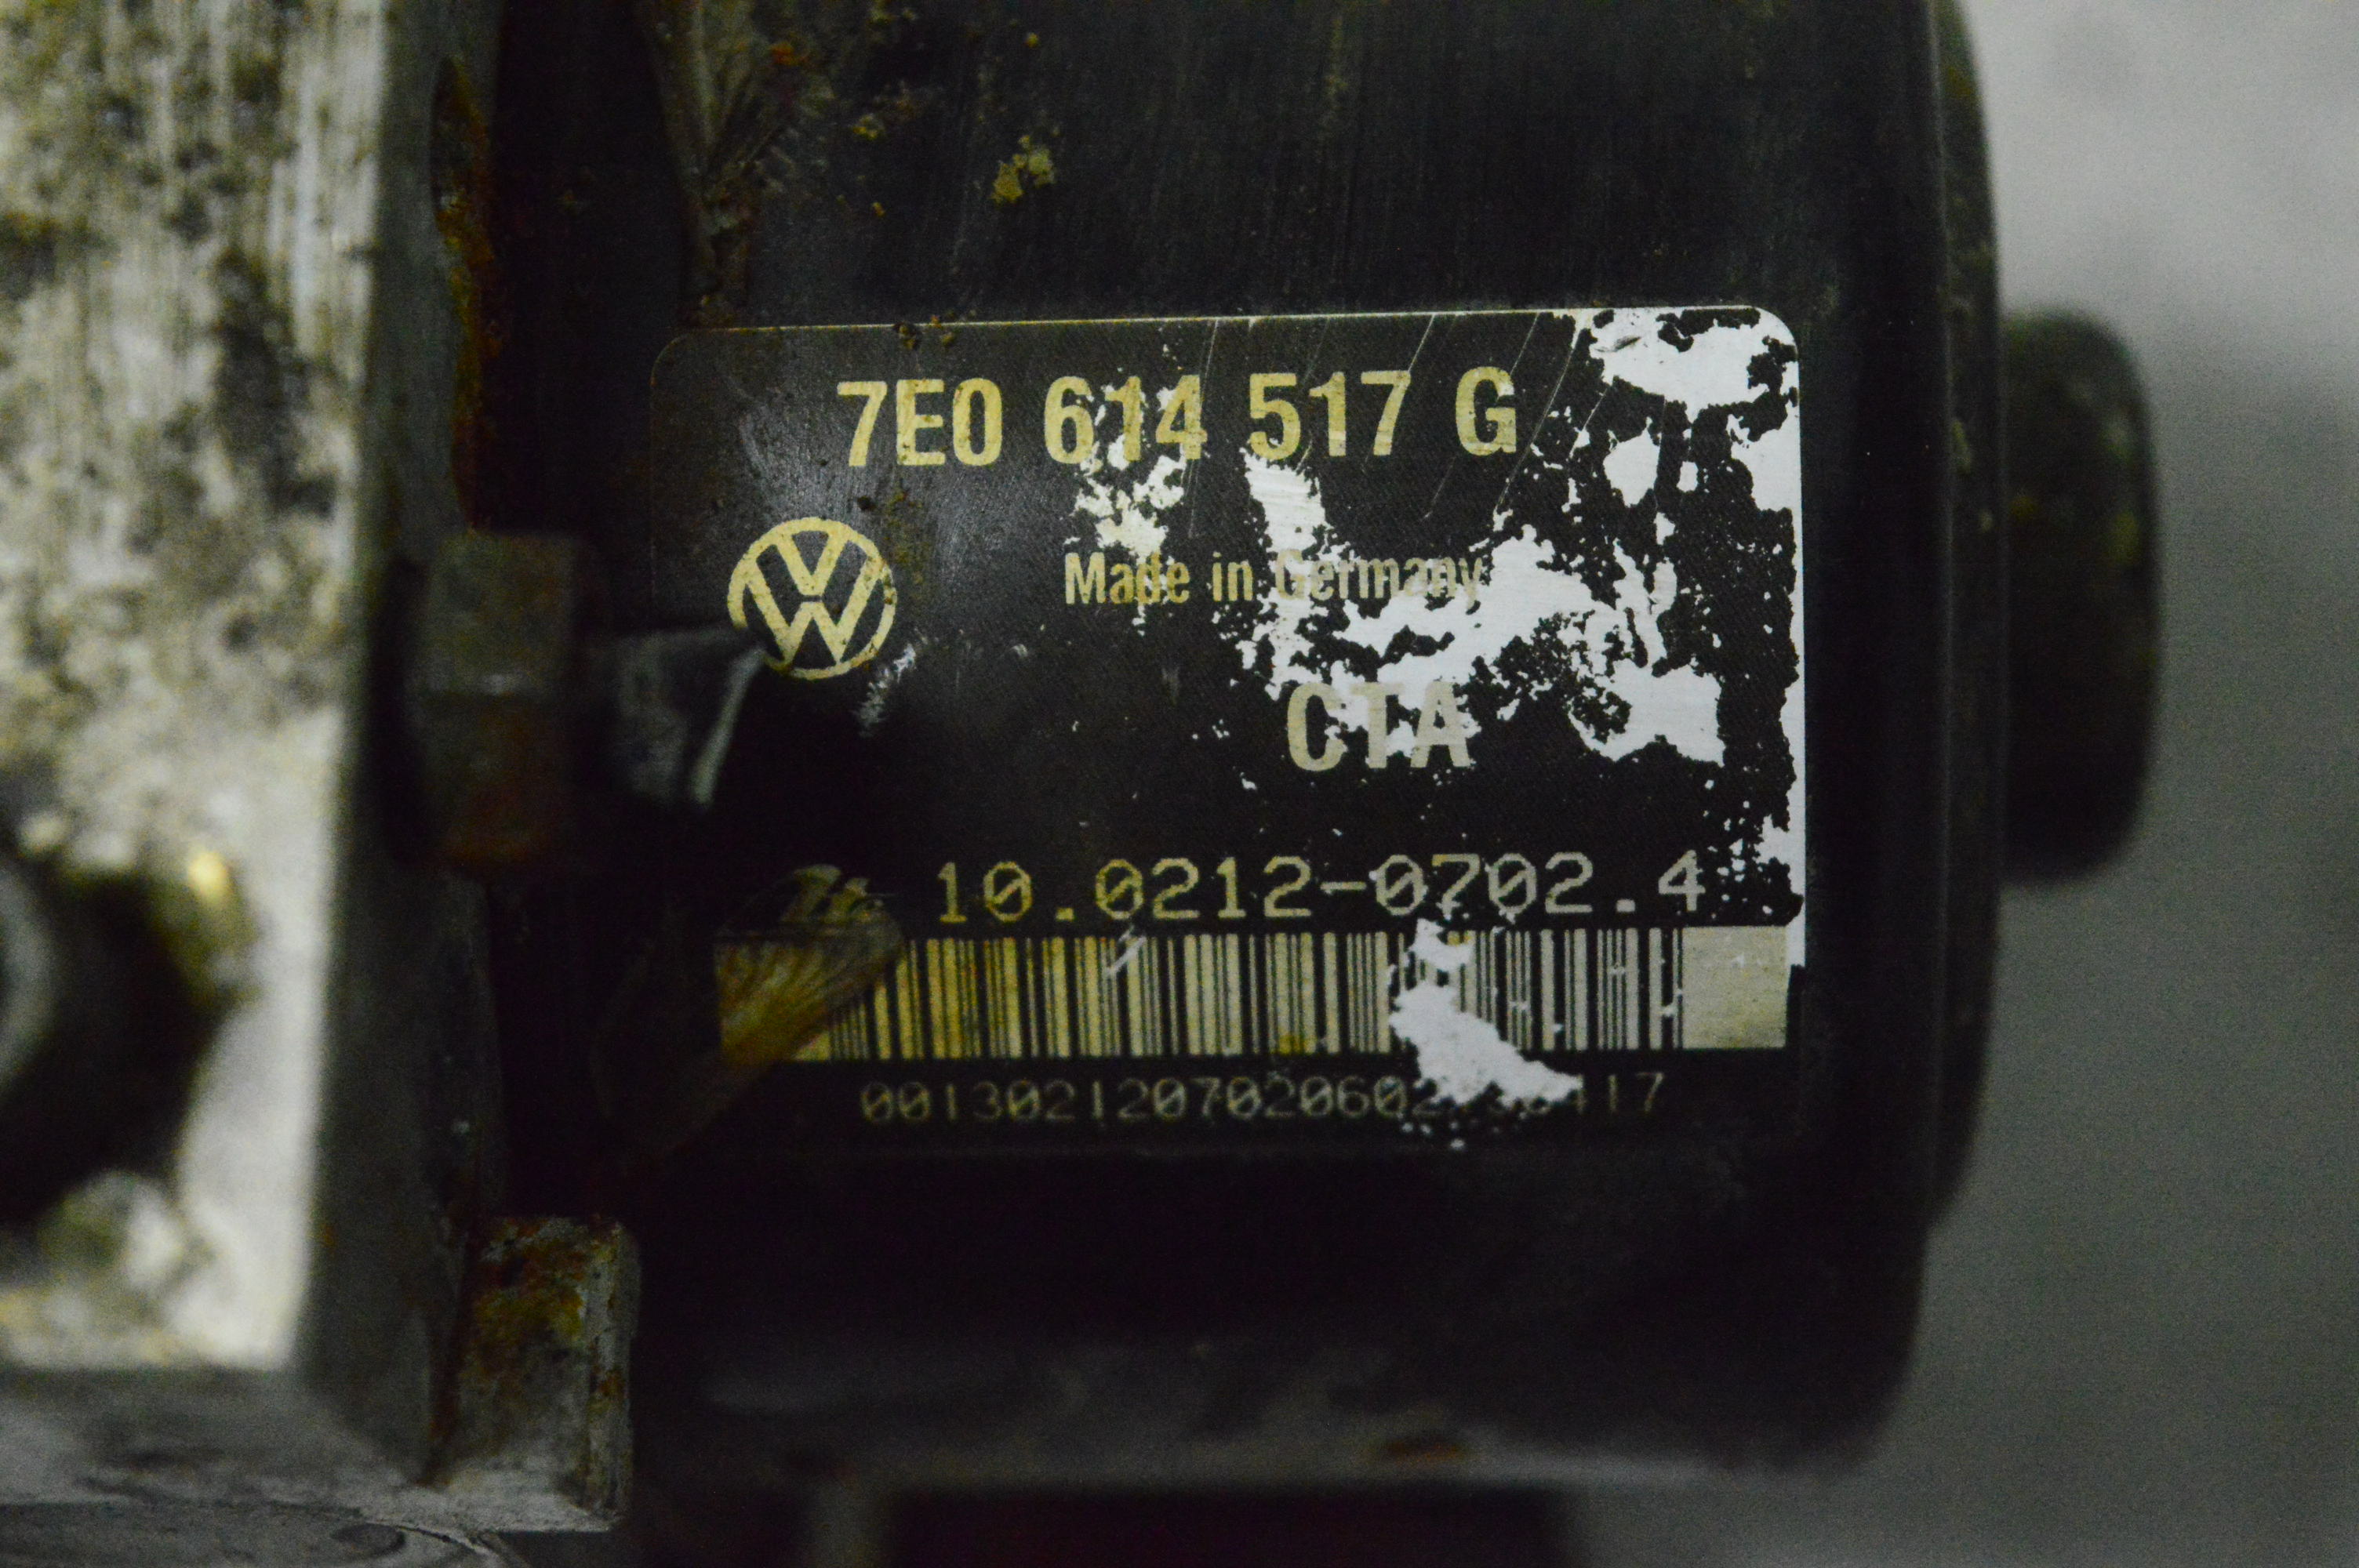 7E0 614 517 G
Made in Germany
CTA
10.0212-0702.4